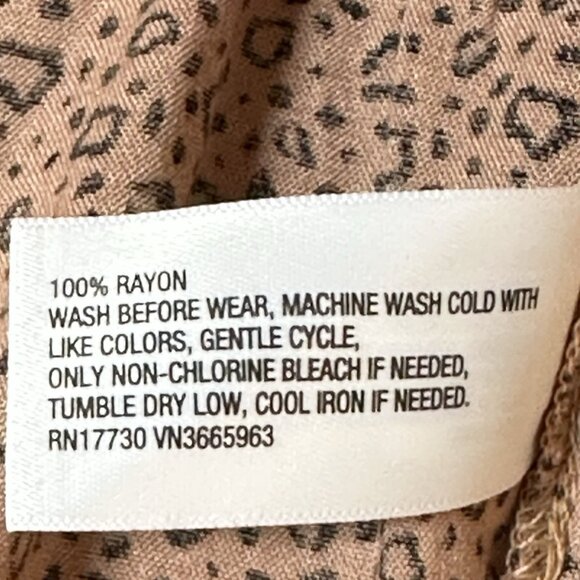 100% RAYON
WASH BEFORE WEAR, MACHINE WASH COLD WITH
LIKE COLORS, GENTLE CYCLE,
ONLY NON-CHLORINE BLEACH IF NEEDED,
TUMBLE DRY LOW, COOL IRON IF NEEDED.
RN17730 VN3665963